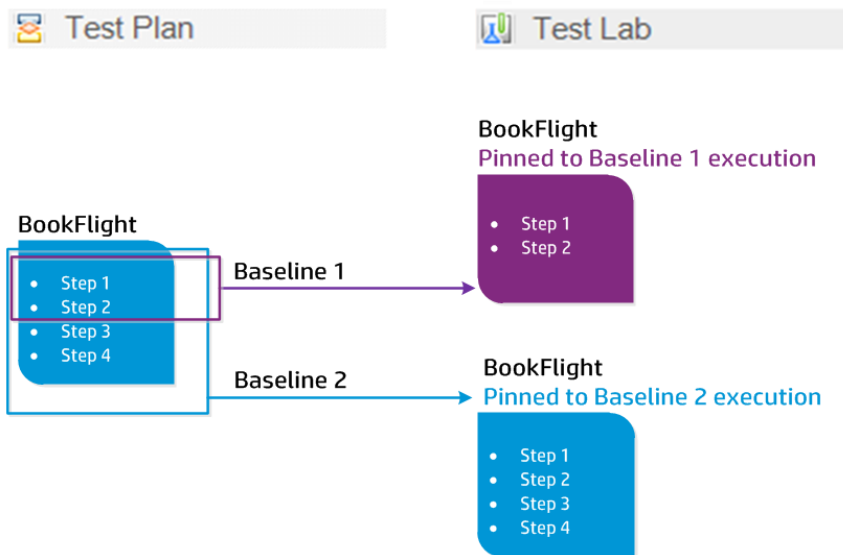 Test Plan
Test Lab
BookFlight
Pinned to Baseline 1 execution
• Step 1
• Step 2
BookFlight
• Step 1
• Step 2
• Step 3
• Step 4
Baseline 1
Baseline 2
BookFlight
Pinned to Baseline 2 execution
• Step 1
• Step 2
• Step 3
• Step 4